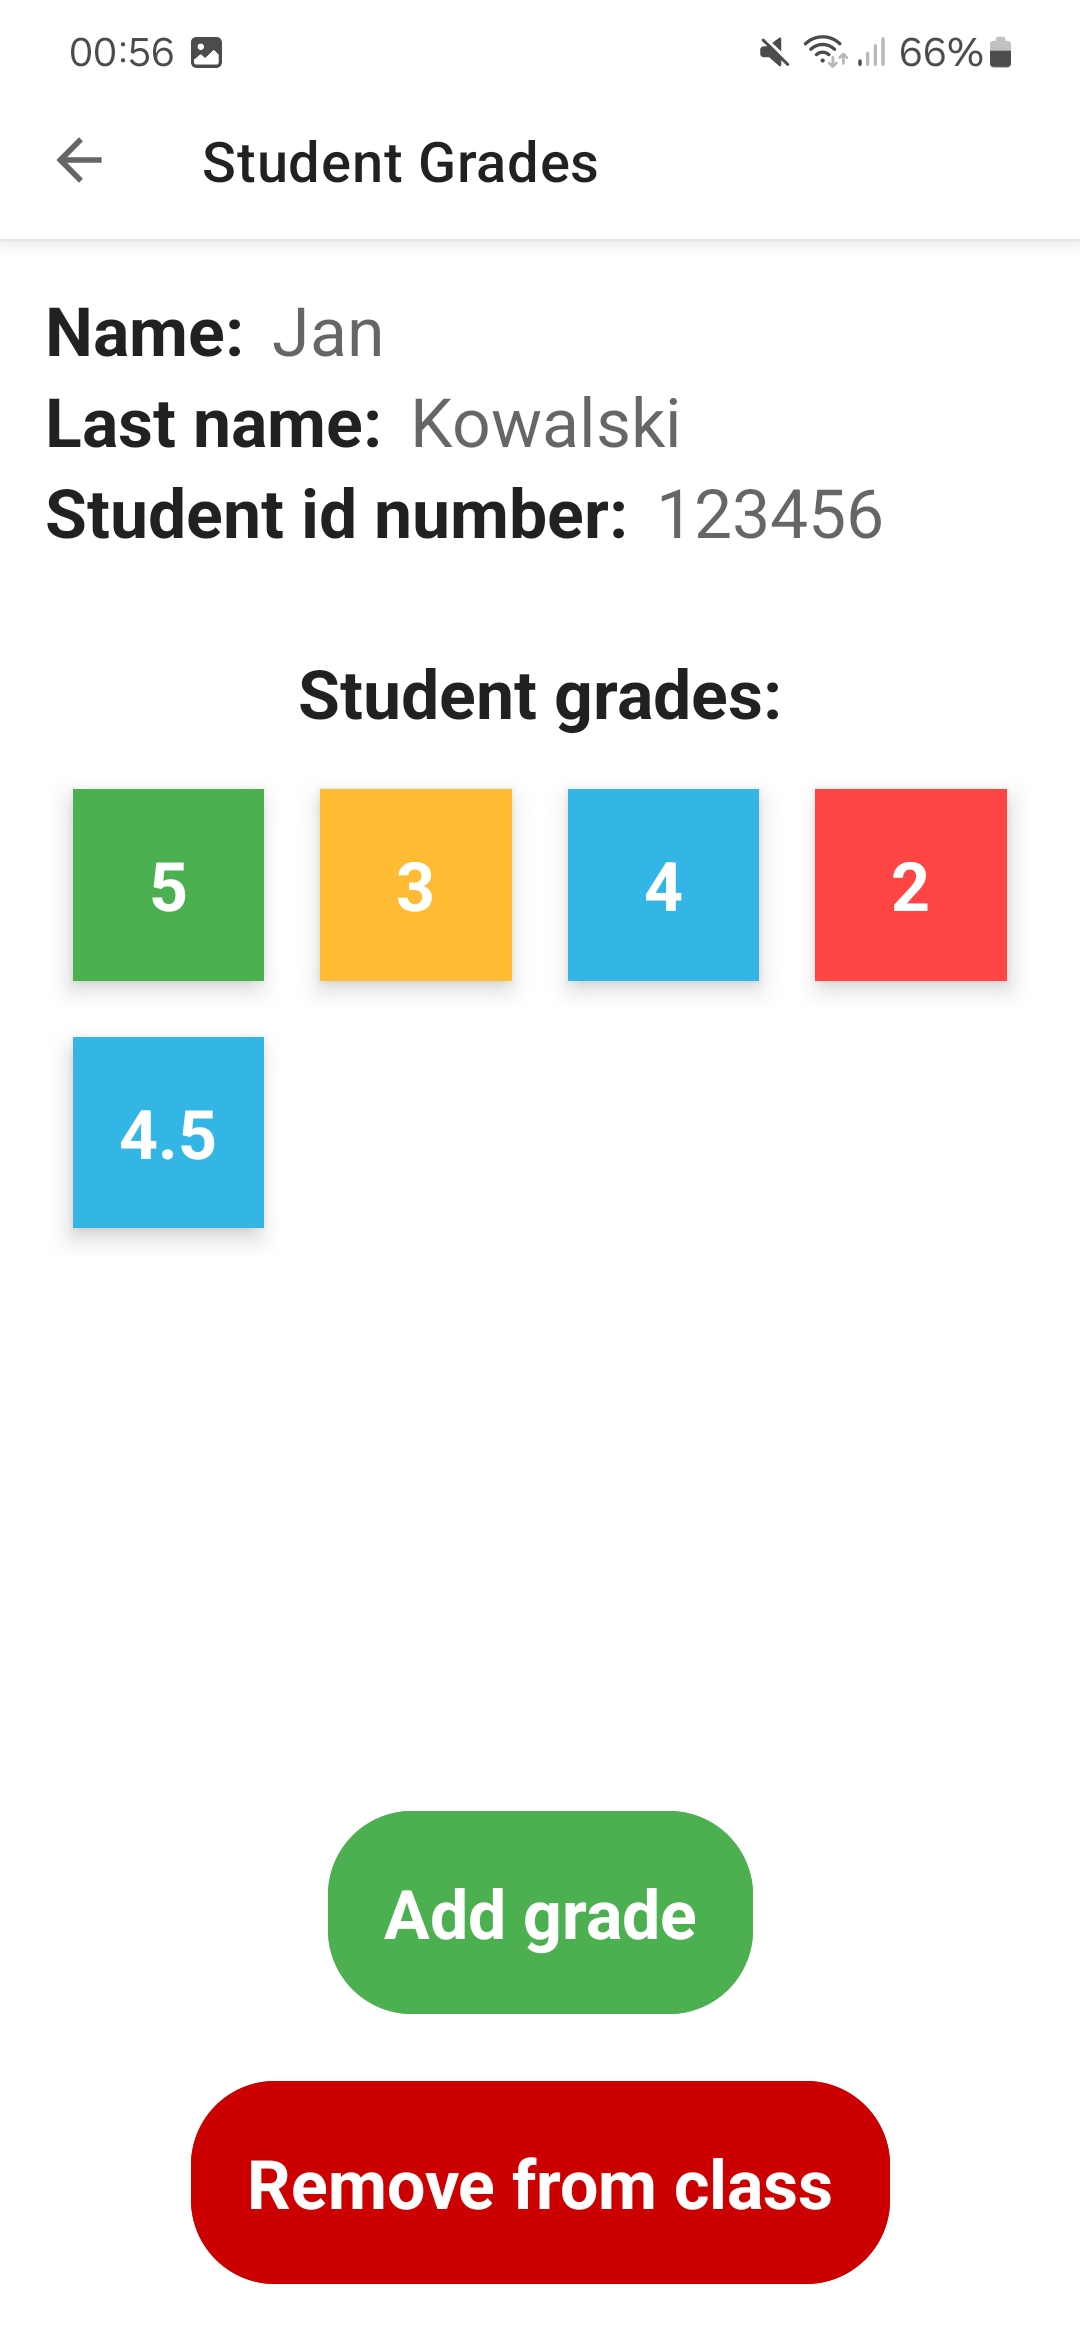 00:56 66%
Student Grades
Name: Jan
Last name: Kowalski
Student id number: 123456
Student grades:
5 3 4 2
4.5
Add grade
Remove from class